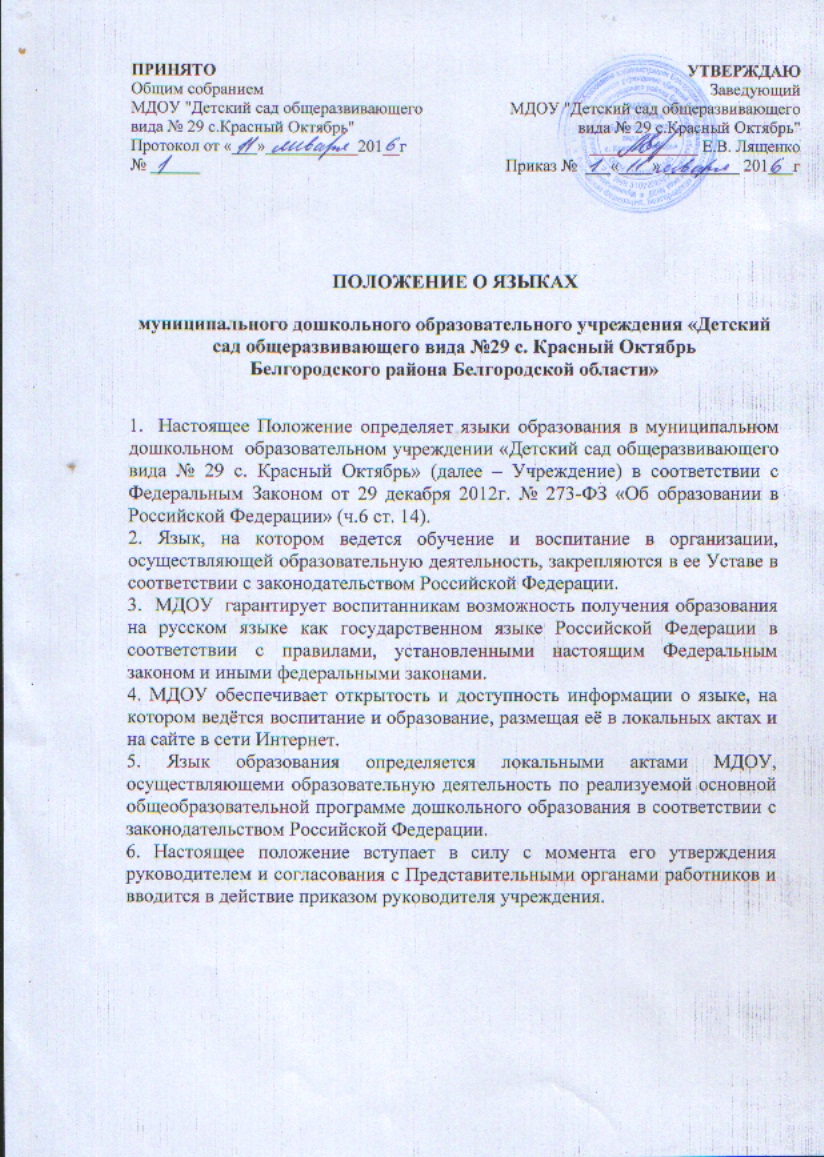 ПРИНЯТО
Общим собранием
МДОУ "Детский сад общеразвивающего
вида № 29 с.Красный Октябрь"
Протокол от « 11 » января 2016 г
№ 1
УТВЕРЖДАЮ
Заведующий
МДОУ "Детский сад общеразвивающего
вида № 29 с.Красный Октябрь"
Е.В. Лященко
Приказ № 1 « 11 » января 2016 г
ПОЛОЖЕНИЕ О ЯЗЫКАХ
муниципального дошкольного образовательного учреждения «Детский
сад общеразвивающего вида №29 с. Красный Октябрь
Белгородского района Белгородской области»
1. Настоящее Положение определяет языки образования в муниципальном
дошкольном образовательном учреждении «Детский сад общеразвивающего
вида № 29 с. Красный Октябрь» (далее – Учреждение) в соответствии с
Федеральным Законом от 29 декабря 2012г. № 273-ФЗ «Об образовании в
Российской Федерации» (ч.6 ст. 14).
2. Язык, на котором ведется обучение и воспитание в организации,
осуществляющей образовательную деятельность, закрепляются в ее Уставе в
соответствии с законодательством Российской Федерации.
3. МДОУ гарантирует воспитанникам возможность получения образования
на русском языке как государственном языке Российской Федерации в
соответствии с правилами, установленными настоящим Федеральным
законом и иными федеральными законами.
4. МДОУ обеспечивает открытость и доступность информации о языке, на
котором ведётся воспитание и образование, размещая её в локальных актах и
на сайте в сети Интернет.
5. Язык образования определяется локальными актами МДОУ,
осуществляющеми образовательную деятельность по реализуемой основной
общеобразовательной программе дошкольного образования в соответствии с
законодательством Российской Федерации.
6. Настоящее положение вступает в силу с момента его утверждения
руководителем и согласования с Представительными органами работников и
вводится в действие приказом руководителя учреждения.